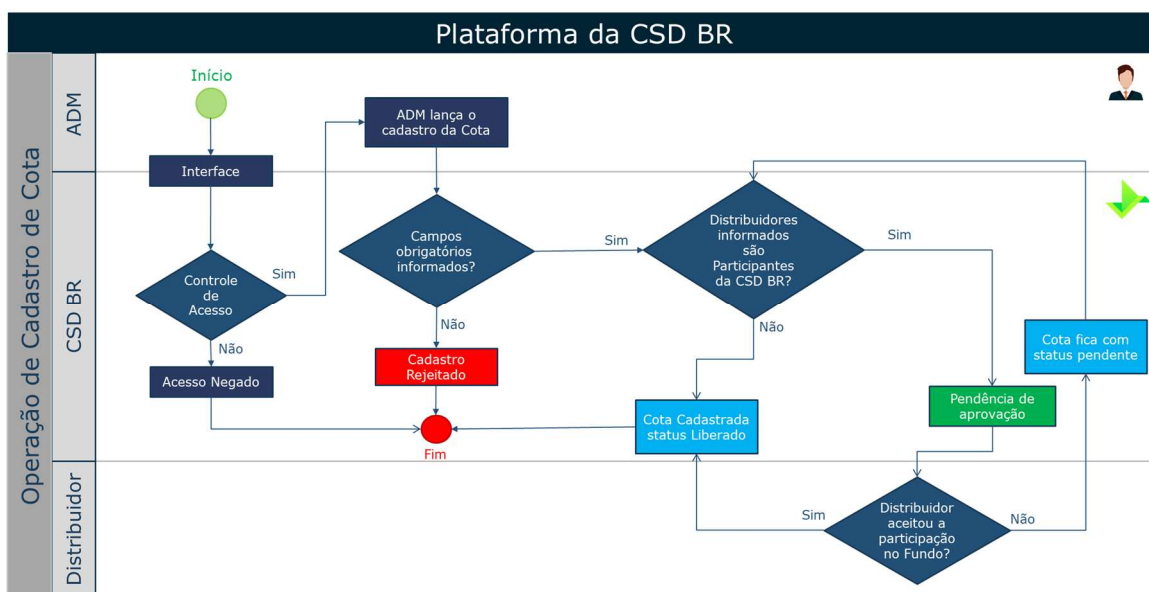 Plataforma da CSD BR
Operação de Cadastro de Cota
ADM
CSD BR
Distribuidor
Início
Interface
ADM lança o
cadastro da Cota
Controle
de
Acesso
Sim
Não
Acesso Negado
Campos
obrigatórios
informados?
Sim
Não
Cadastro
Rejeitado
Fim
Distribuidores
informados
são
Participantes
da CSD BR?
Sim
Não
Cota Cadastrada
status Liberado
Cota fica com
status pendente
Pendência de
aprovação
Distribuidor
aceitou a
participação
no Fundo?
Sim
Não